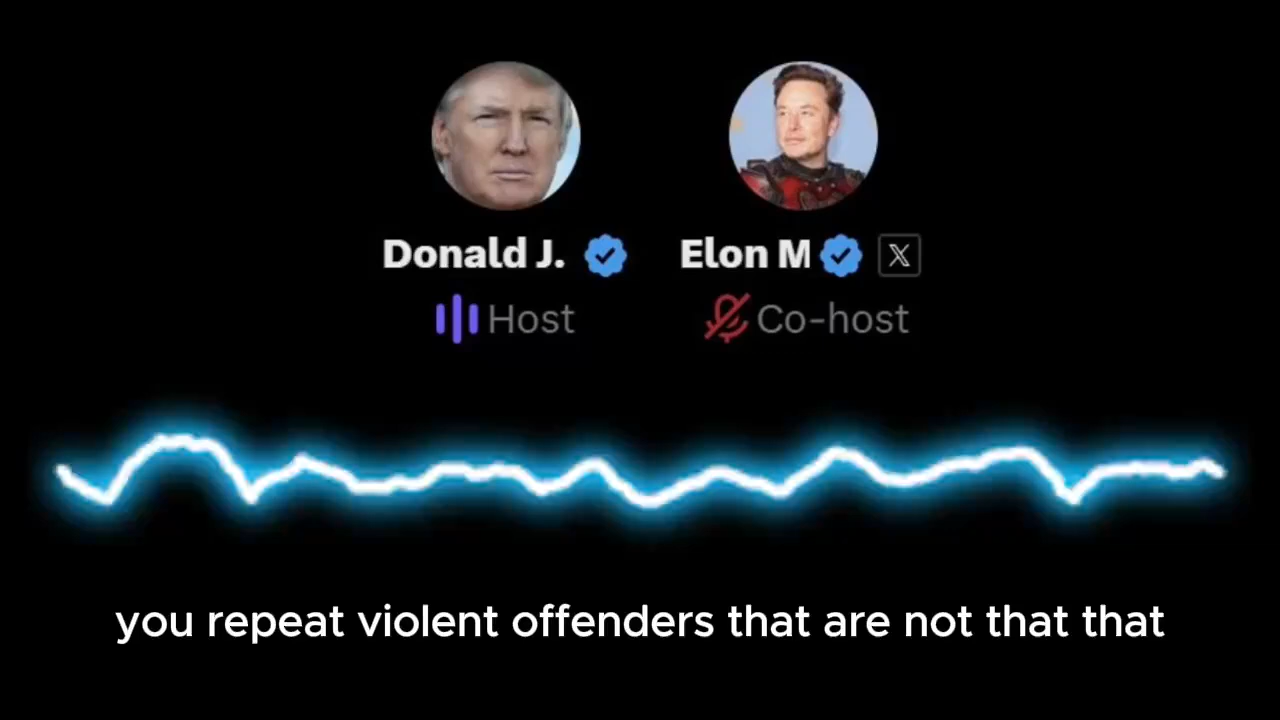 Donald J. Elon M X
Host Co-host
you repeat violent offenders that are not that that